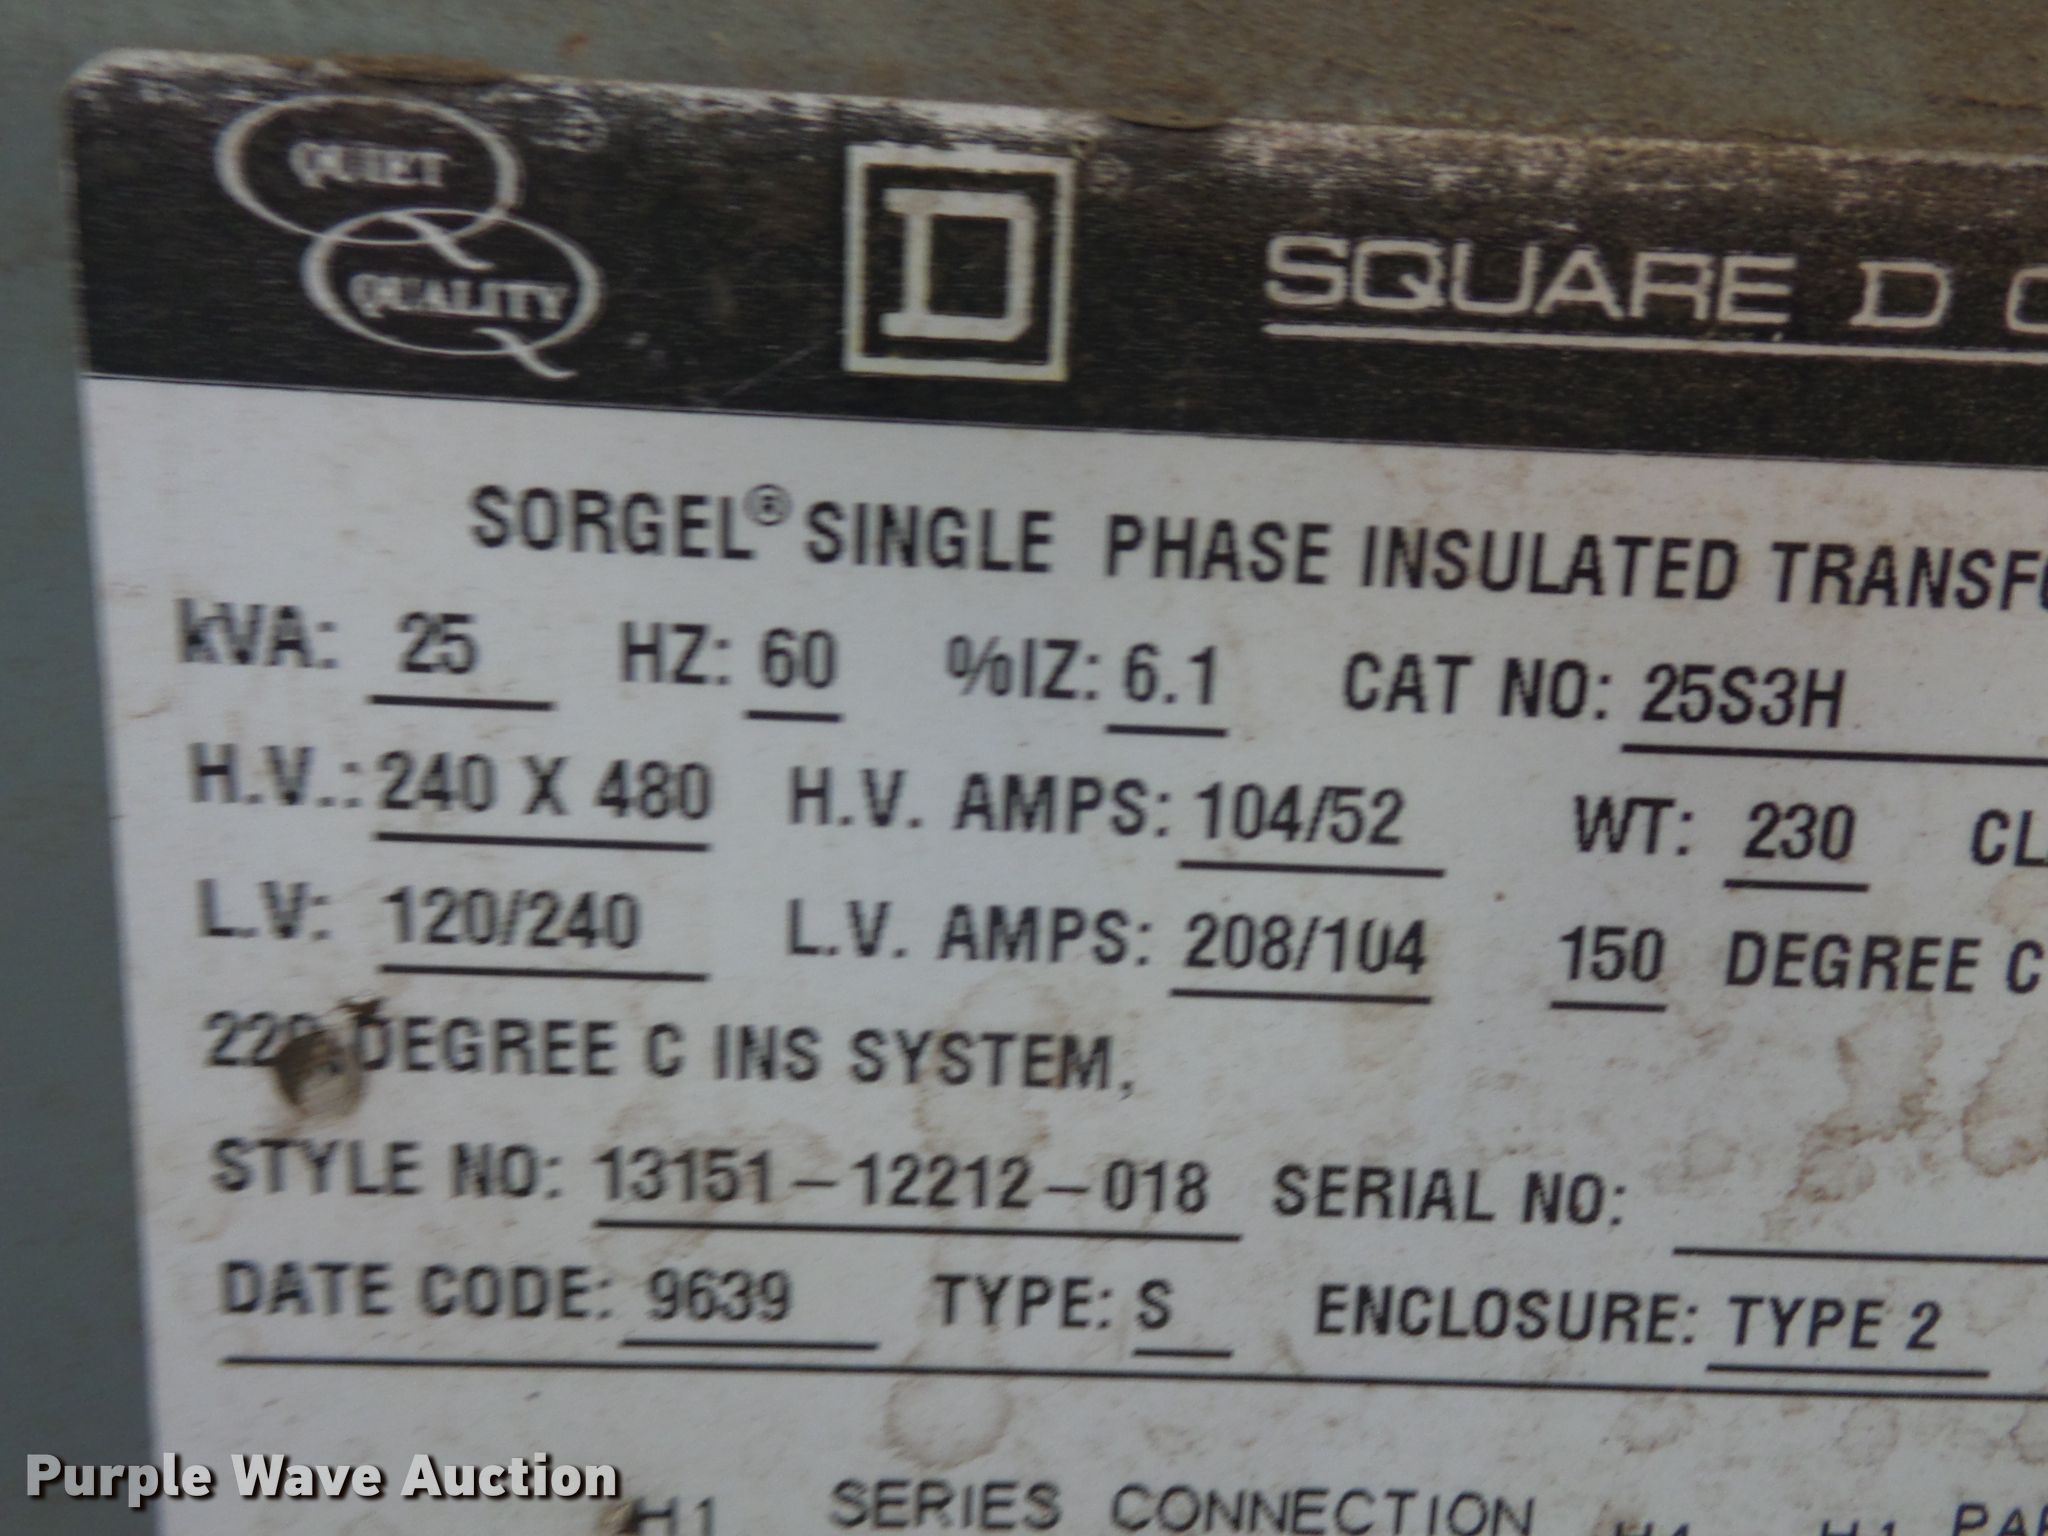 QUIET
QUALITY
D
SQUARE D
SORGEL® SINGLE PHASE INSULATED
kVA: 25 HZ: 60 %IZ: 6.1 CAT NO: 25S3H
H.V.: 240 X 480 H.V. AMPS: 104/52 WT: 230
L.V: 120/240 L.V. AMPS: 208/104 150 DEGREE C
DEGREE C INS SYSTEM,
STYLE NO: 13151-12212-018 SERIAL NO:
DATE CODE: 9639 TYPE: S ENCLOSURE: TYPE 2
H1 SERIES CONNECTION
Purple Wave Auction